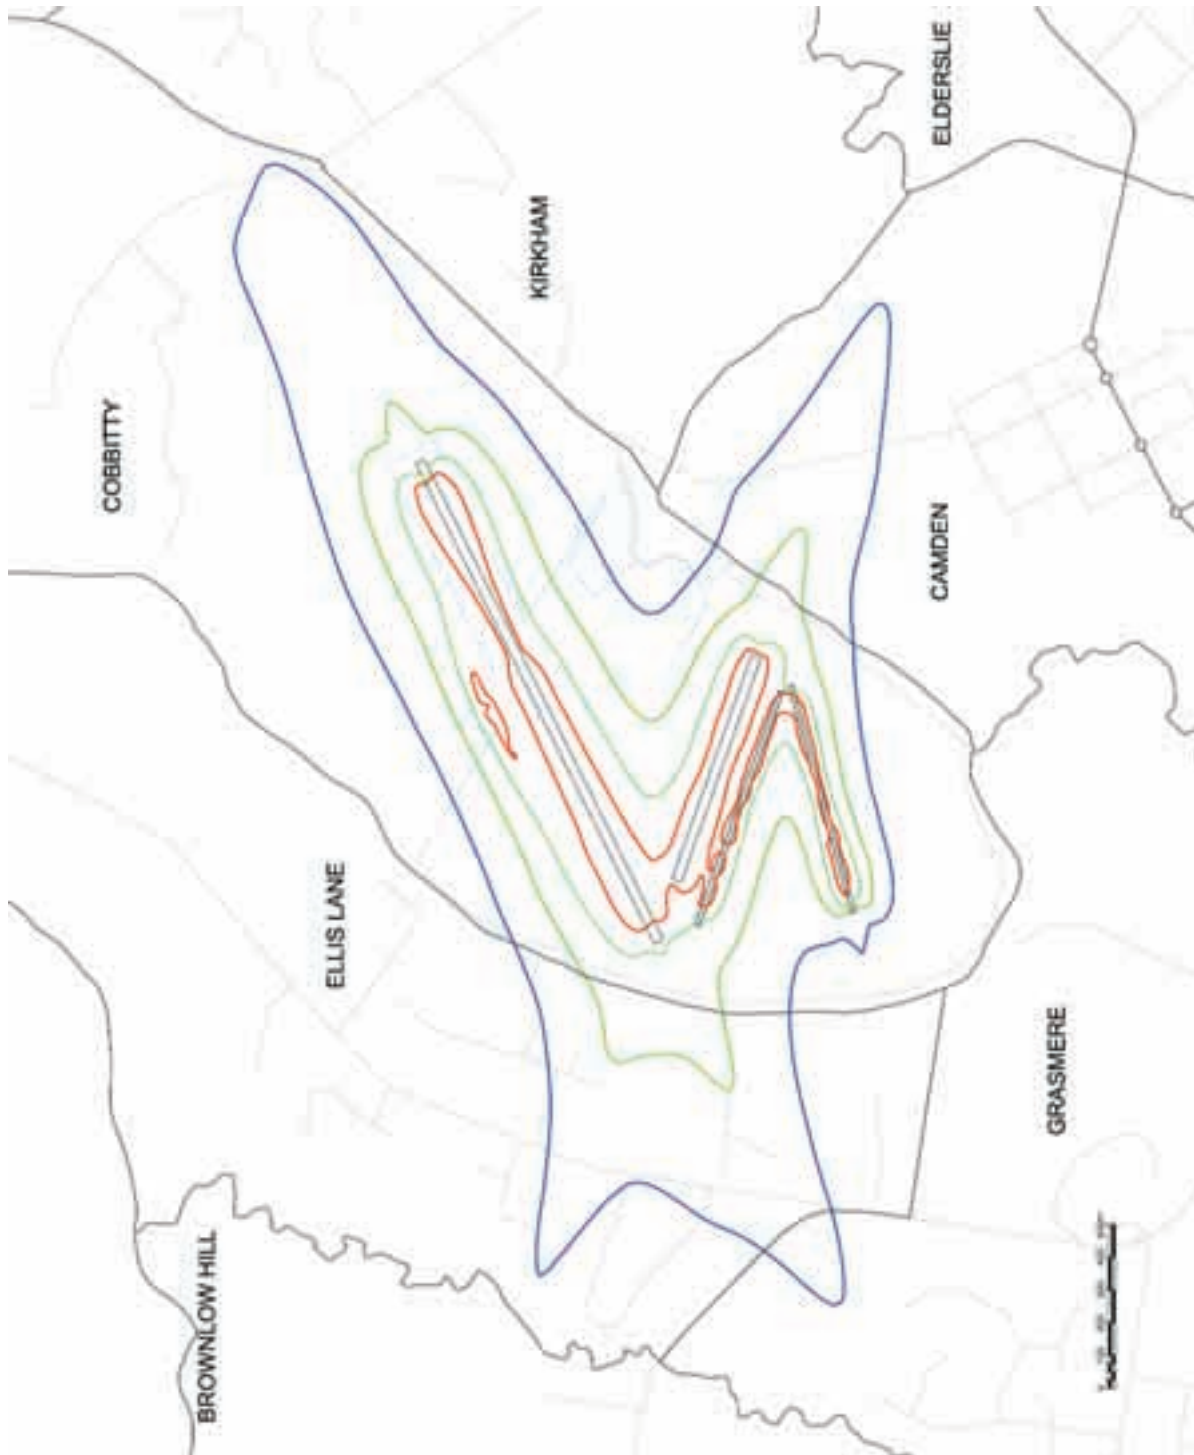 BROWNLOW HILL
COBBITTY
ELLIS LANE
KIRKHAM
ELDERSLIE
CAMDEN
GRASMERE